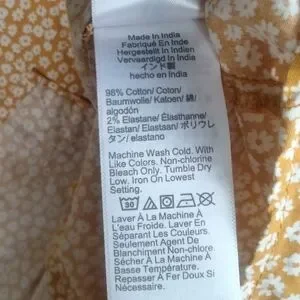 Made In India
Fabriqué En Inde
Hergestellt In Indien
Vervaardigd In India
インド製
hecho en India
98% Cotton/ Coton/
Baumwolle/ Katoen/ 綿/
algodón
2% Elastane/ Élasthanne/
Elastan/ Elastaan/ ポリウレ
タン/ elastano
Machine Wash Cold. With
Like Colors. Non-chlorine
Bleach Only. Tumble Dry
Low, Iron On Lowest
Setting.
30
Laver À La Machine À
L'eau Froide. Laver En
Séparant Les Couleurs.
Seulement Agent De
Blanchiment Non-chlore.
Sécher À La Machine À
Basse Température.
Repasser À Fer Doux Si
Nécessaire.